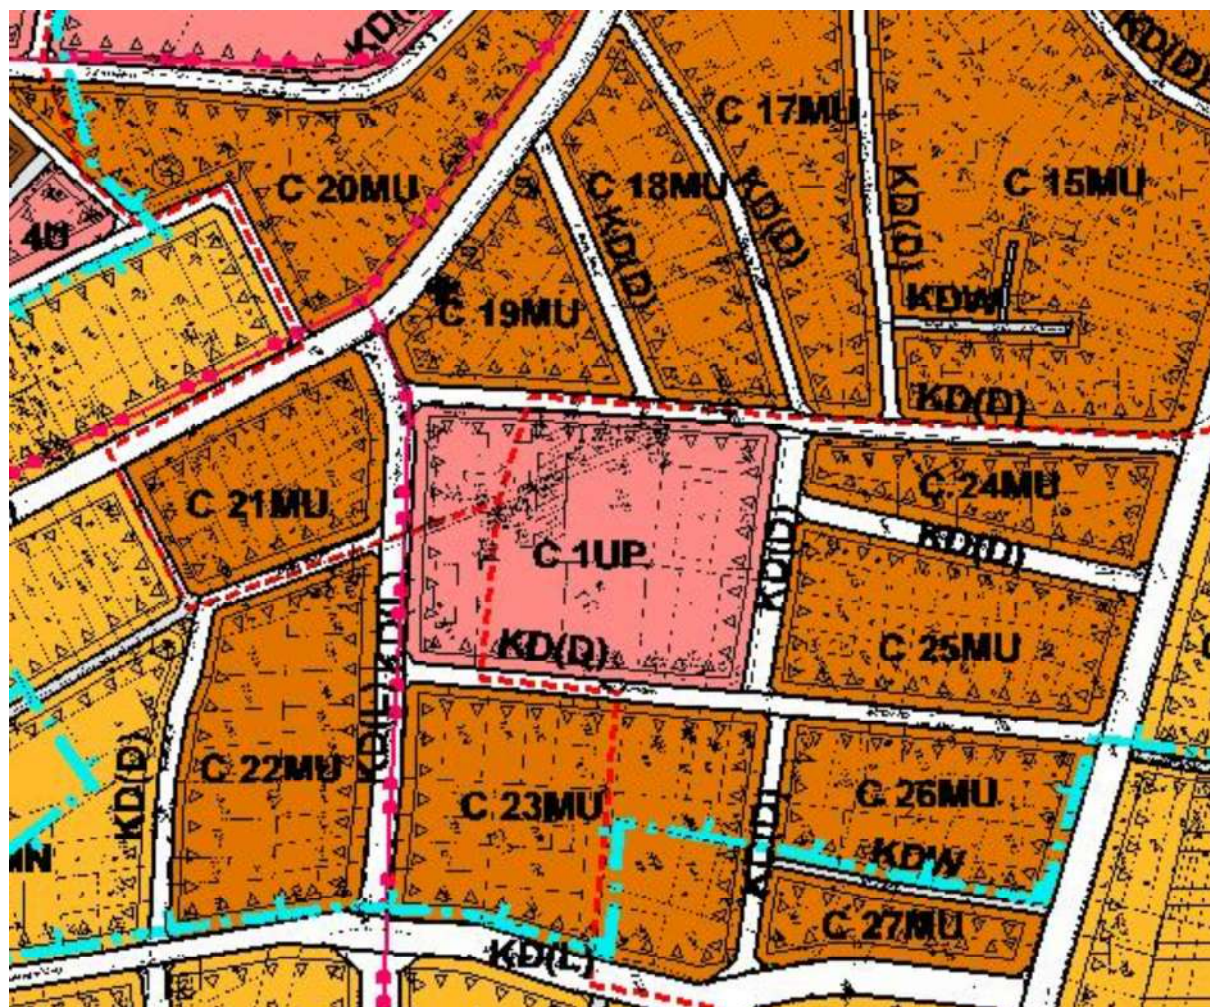 KD(D)
C 17MU
C 20MU
C 18MU
C 15MU
4U
KD(D)
KD(D)
KD(D)
KDW
C 19MU
KD(D)
C 21MU
C 24MU
C 1UP
KD(D)
KD(D)
KD(D)
C 25MU
KD(L)
C 22MU
KD(D)
C 23MU
C 26MU
KD(D)
KDW
MN
C 27MU
KD(L)